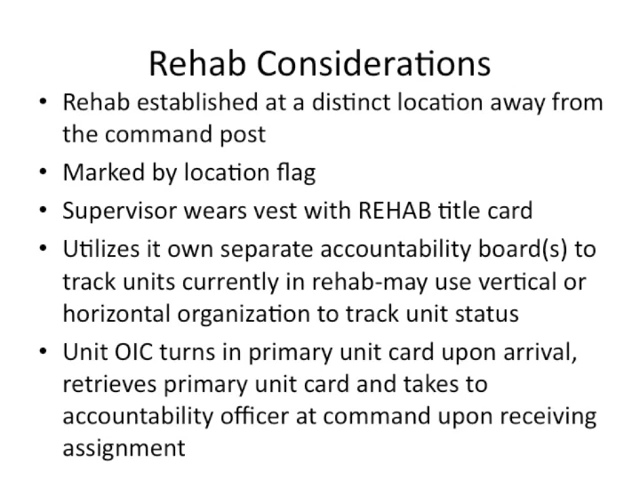 Rehab Considerations
• Rehab established at a distinct location away from
the command post
• Marked by location flag
• Supervisor wears vest with REHAB title card
• Utilizes it own separate accountability board(s) to
track units currently in rehab-may use vertical or
horizontal organization to track unit status
• Unit OIC turns in primary unit card upon arrival,
retrieves primary unit card and takes to
accountability officer at command upon receiving
assignment